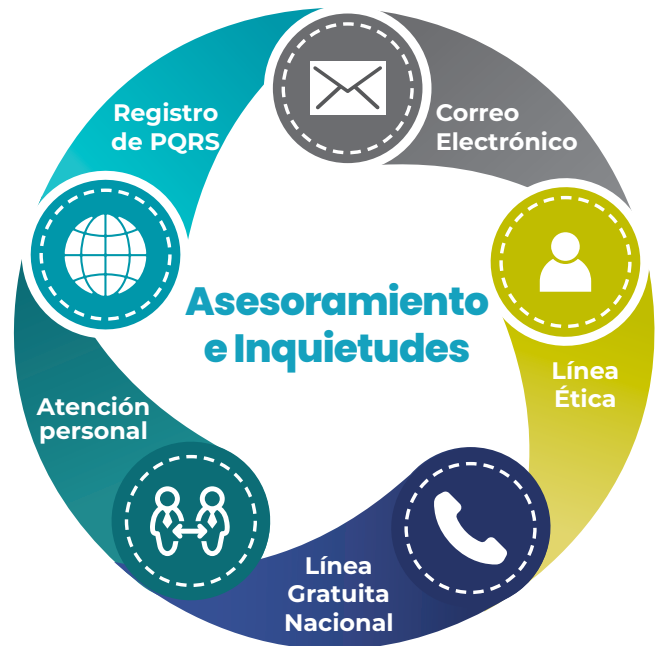 Registro
de PQRS
Correo
Electrónico
Asesoramiento
e Inquietudes
Línea
Ética
Atención
personal
Línea
Gratuita
Nacional